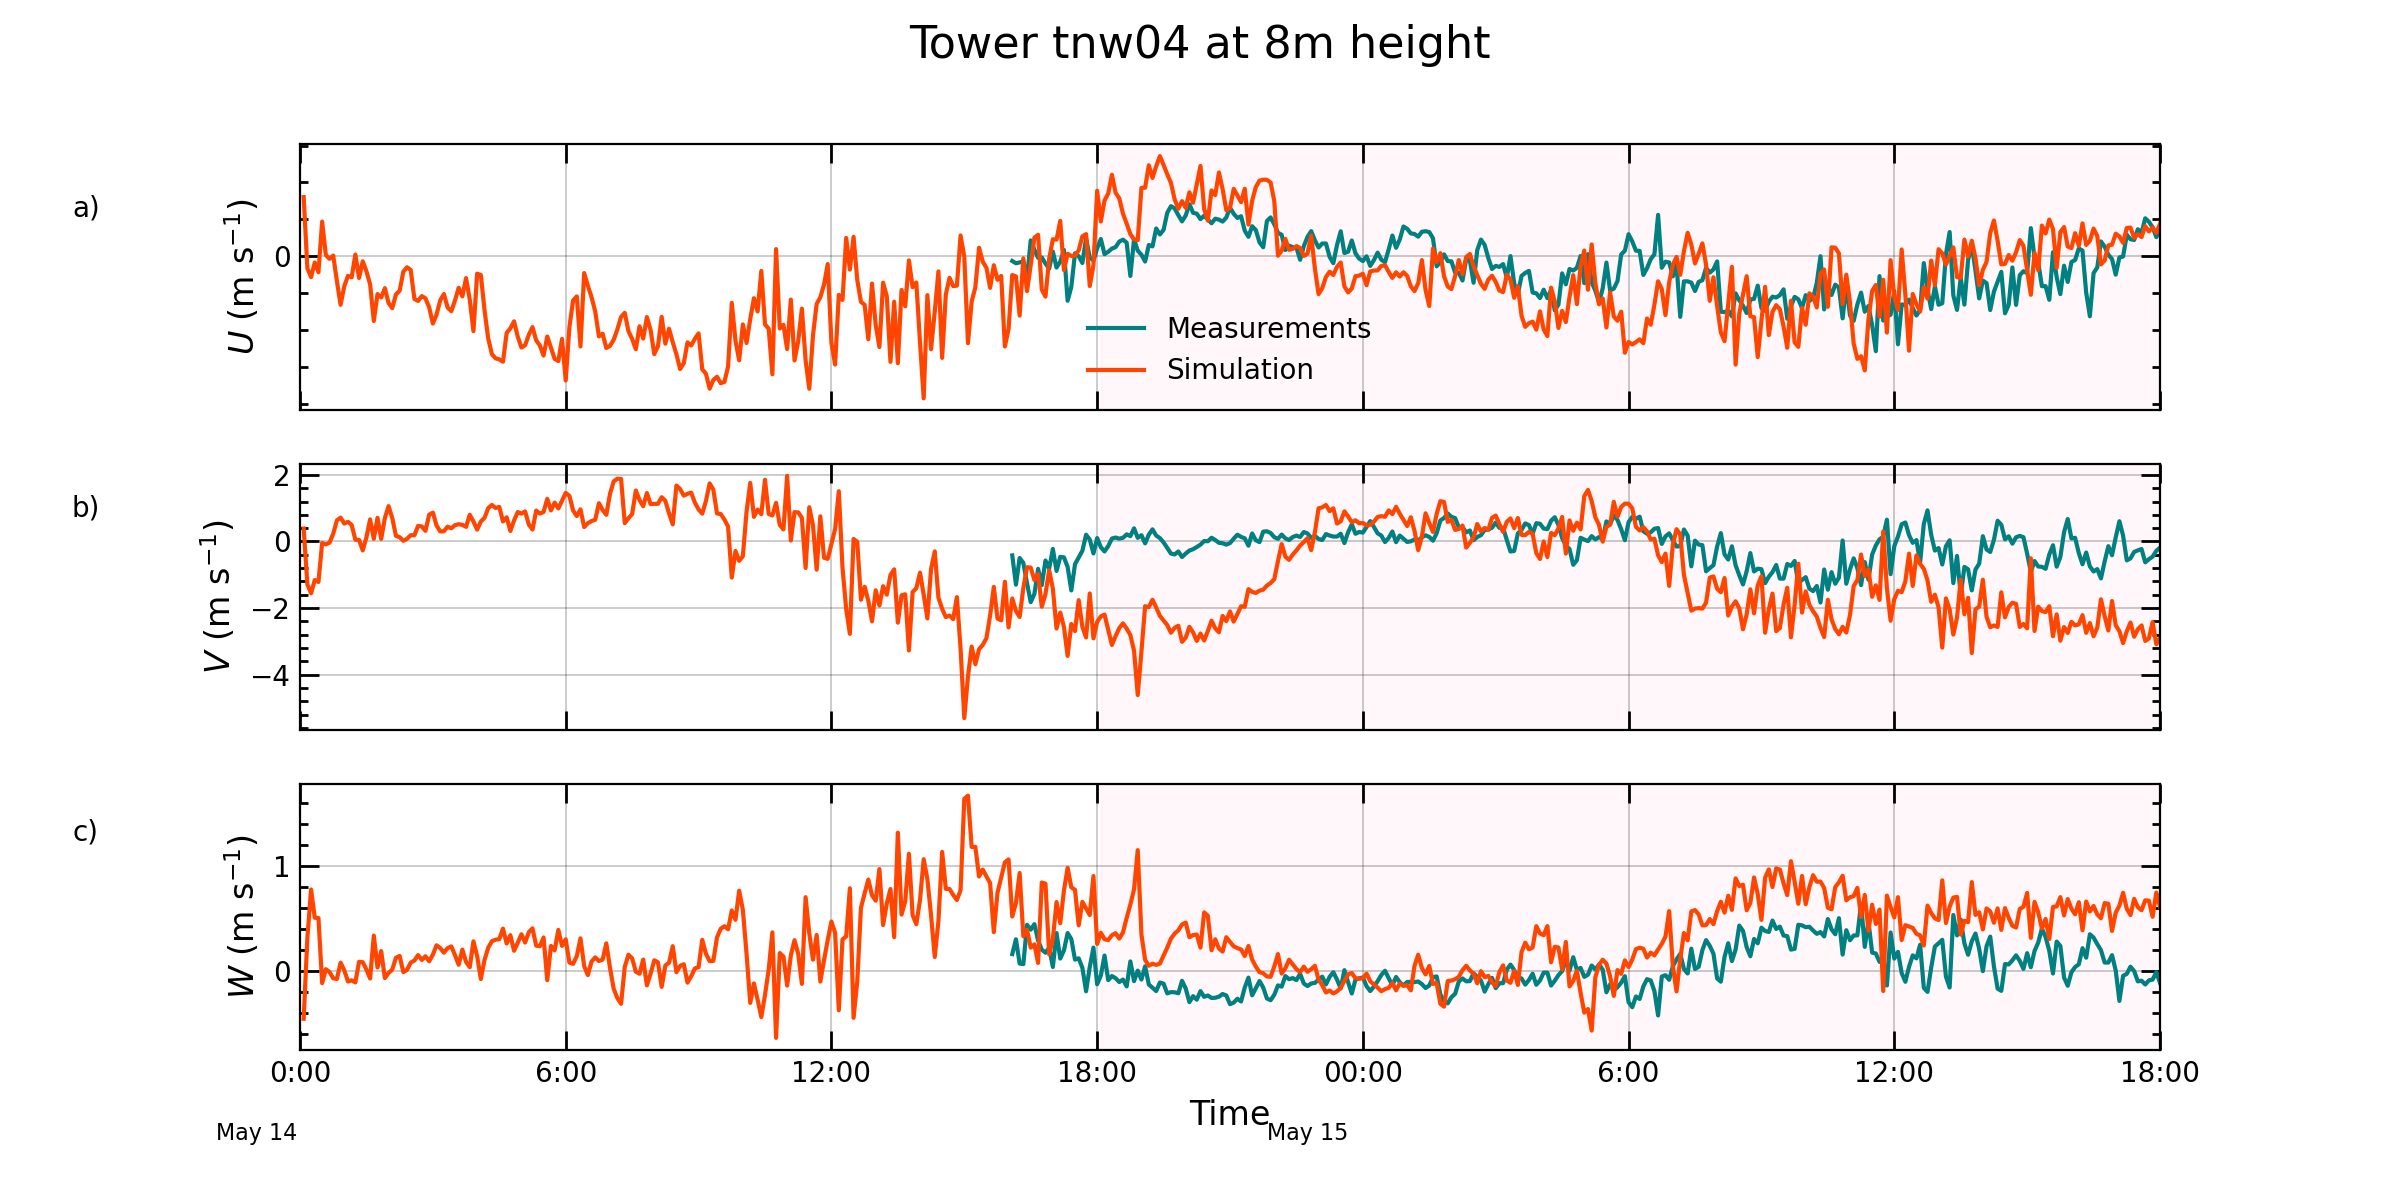 Tower tnw04 at 8m height
a)
U (m s⁻¹)
0
Measurements
Simulation
b)
V (m s⁻¹)
2
0
−2
−4
c)
W (m s⁻¹)
1
0
0:00 6:00 12:00 18:00 00:00 6:00 12:00 18:00
Time
May 14 May 15